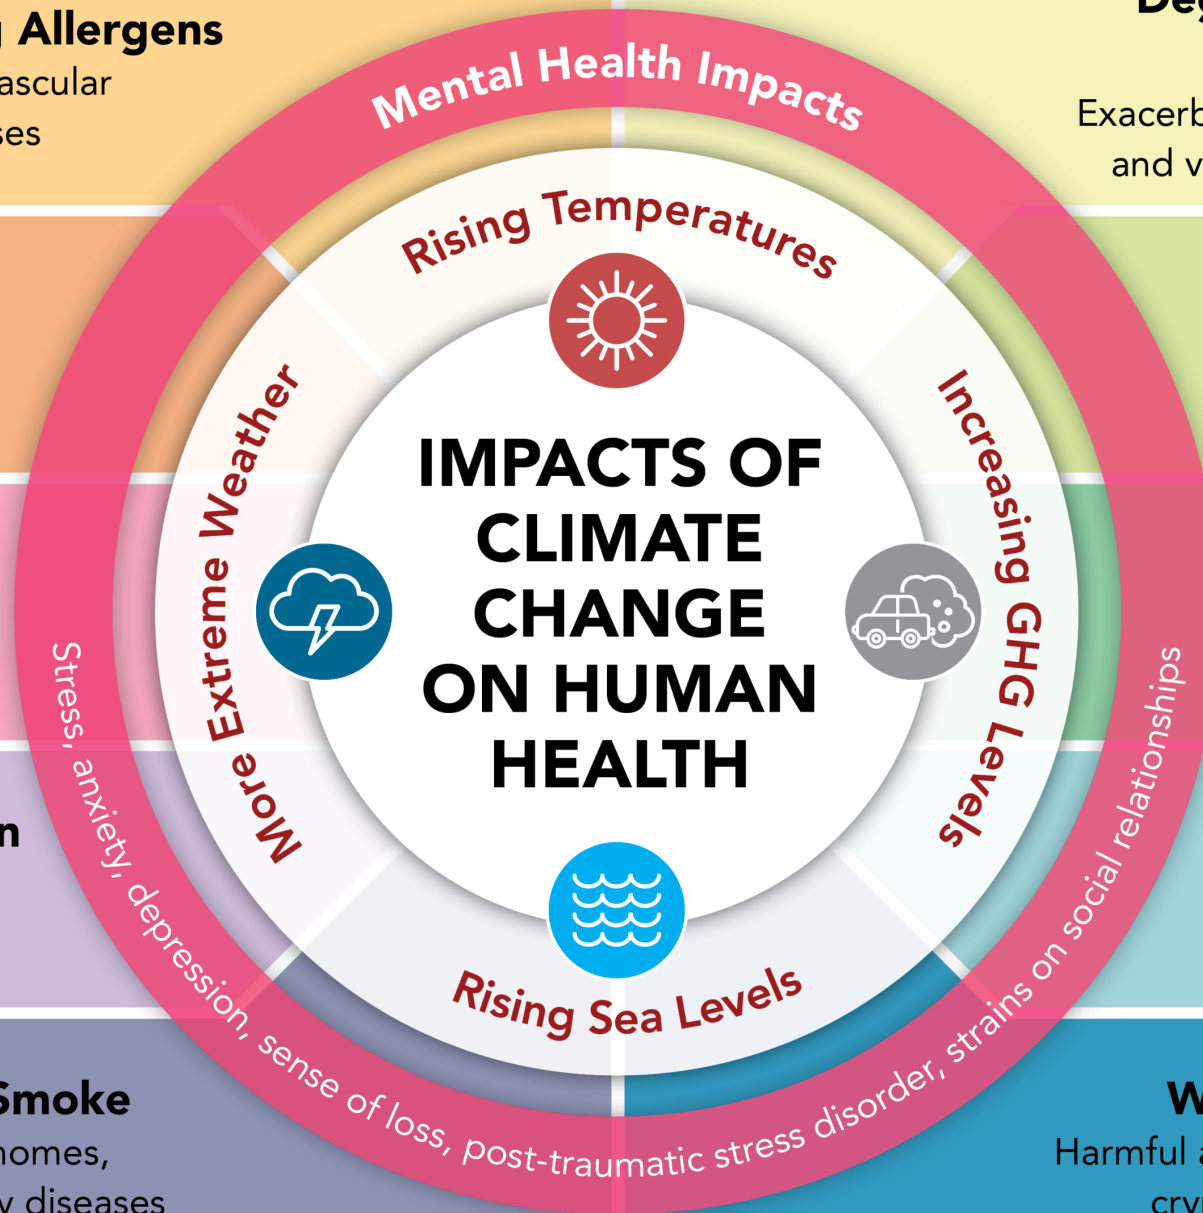 Allergens
Exacerb
and v
Mental Health Impacts
Rising Temperatures
More Extreme Weather
Increasing GHG Levels
IMPACTS OF
CLIMATE
CHANGE
ON HUMAN
HEALTH
Rising Sea Levels
Stress, anxiety, depression, sense of loss, post-traumatic stress disorder, strains on social relationships
Smoke
homes,
diseases
W
Harmful